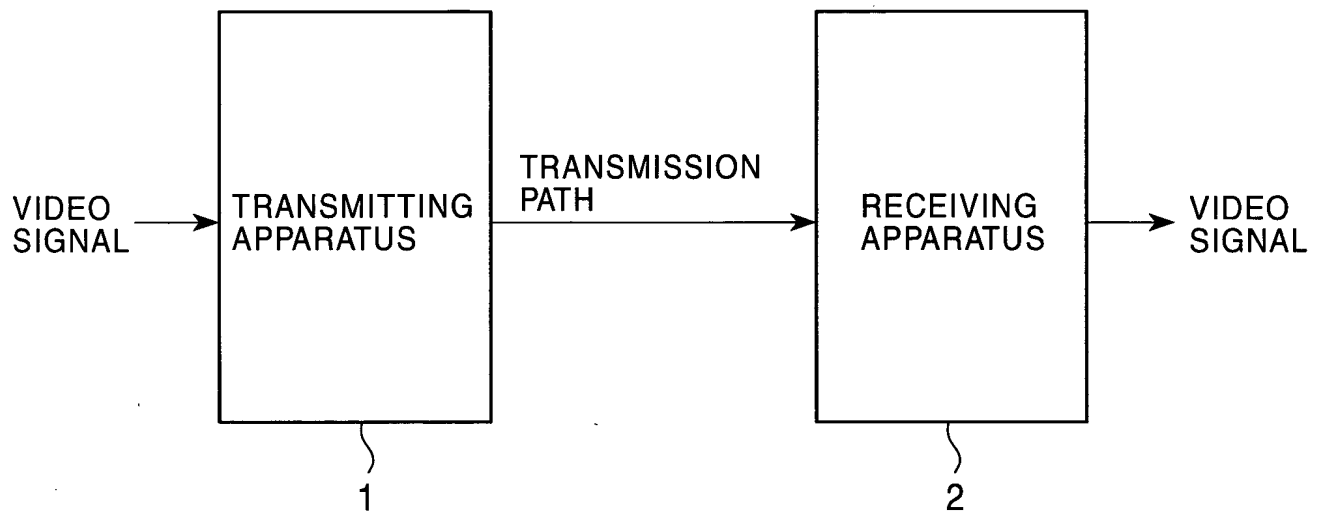 VIDEO
SIGNAL
TRANSMITTING
APPARATUS
TRANSMISSION
PATH
RECEIVING
APPARATUS
VIDEO
SIGNAL
1
2